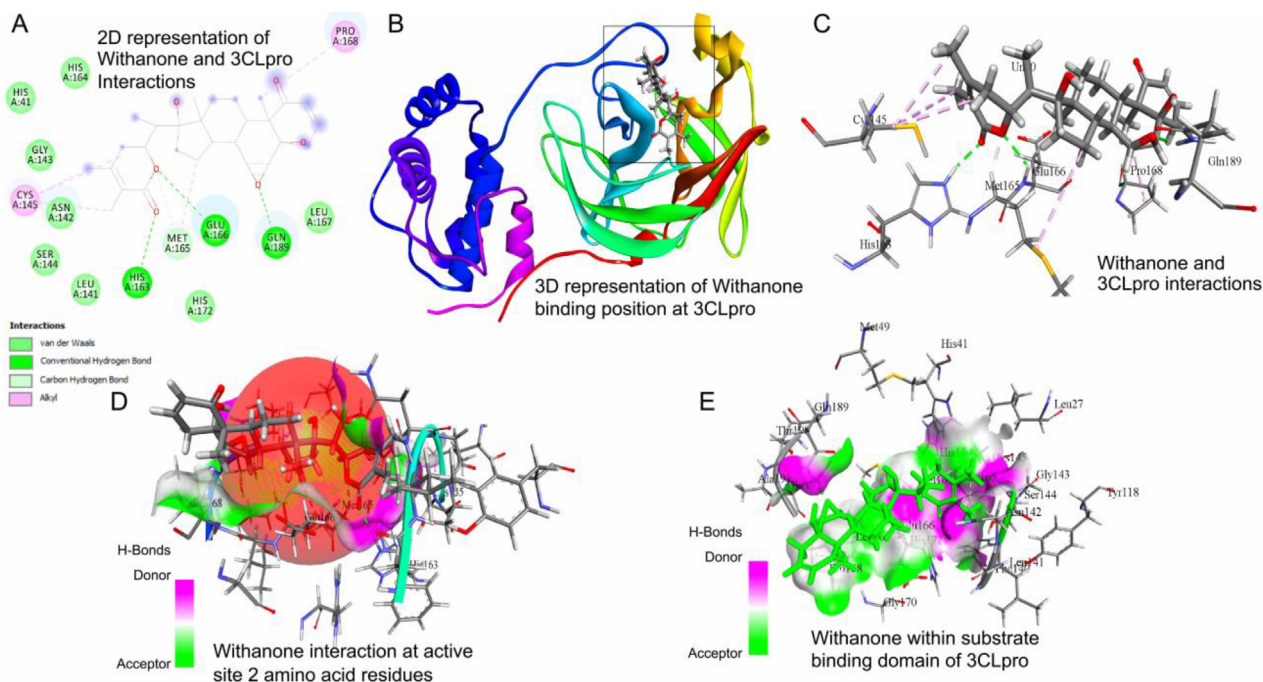 A
2D representation of
Withanone and 3CLpro
Interactions
PRO
A:168
HIS
A:164
HIS
A:41
GLY
A:143
CYS
A:145
ASN
A:142
SER
A:144
LEU
A:141
HIS
A:163
MET
A:165
GLU
A:166
GLN
A:189
LEU
A:167
HIS
A:172
Interactions
van der Waals
Conventional Hydrogen Bond
Carbon Hydrogen Bond
Alkyl
B
3D representation of Withanone
binding position at 3CLpro
C
Glu166
Met165
Pro168
Gln189
Withanone and
3CLpro interactions
D
H-Bonds
Donor
Acceptor
Withanone interaction at active
site 2 amino acid residues
E
Met49
His41
Leu27
Gln189
Gly143
Ser144
Asn142
Tyr118
Gly170
H-Bonds
Donor
Acceptor
Withanone within substrate
binding domain of 3CLpro